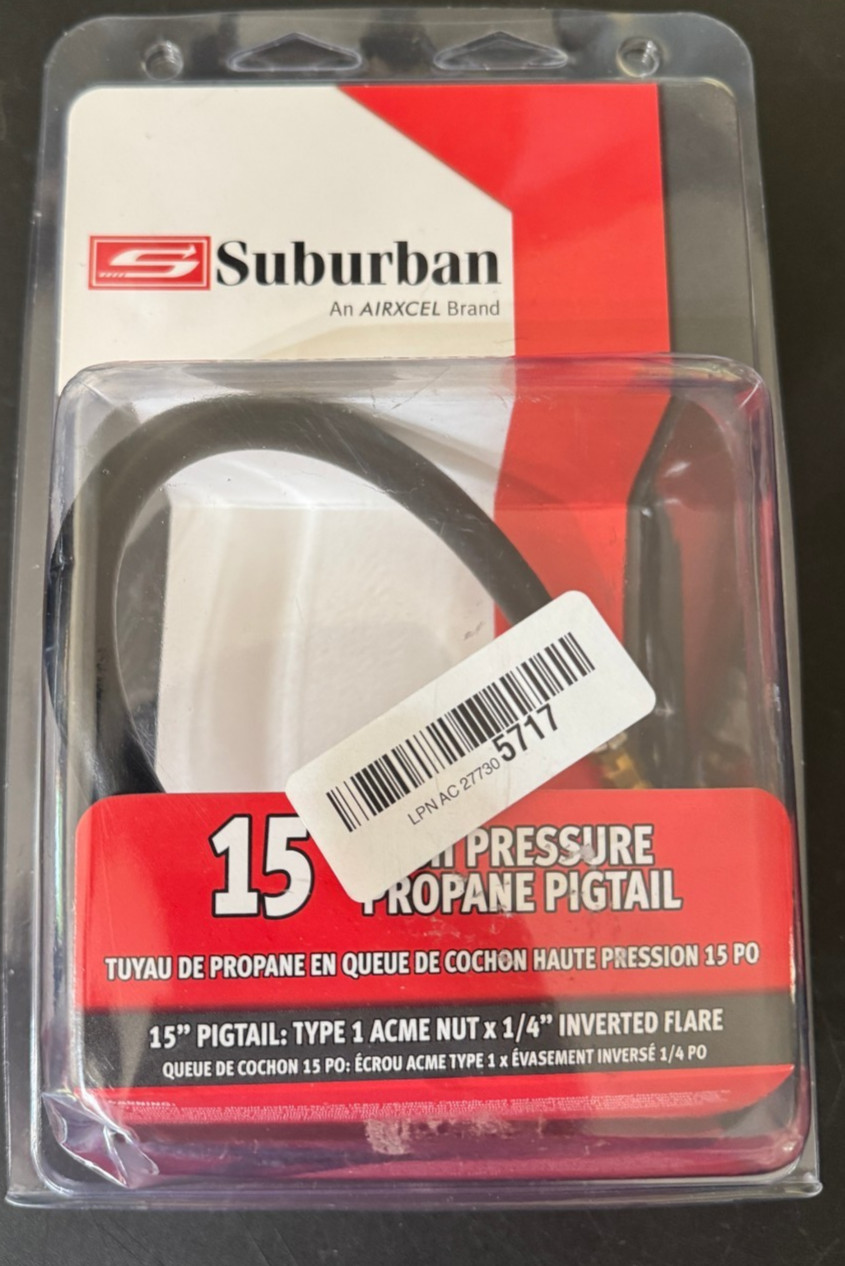 Suburban
An AIRXCEL Brand
LPN AC 27730 5717
15 PRESSURE
PROPANE PIGTAIL
TUYAU DE PROPANE EN QUEUE DE COCHON HAUTE PRESSION 15 PO
15” PIGTAIL: TYPE 1 ACME NUT x 1/4” INVERTED FLARE
QUEUE DE COCHON 15 PO: ÉCROU ACME TYPE 1 x ÉVASEMENT INVERSÉ 1/4 PO
WARNING: